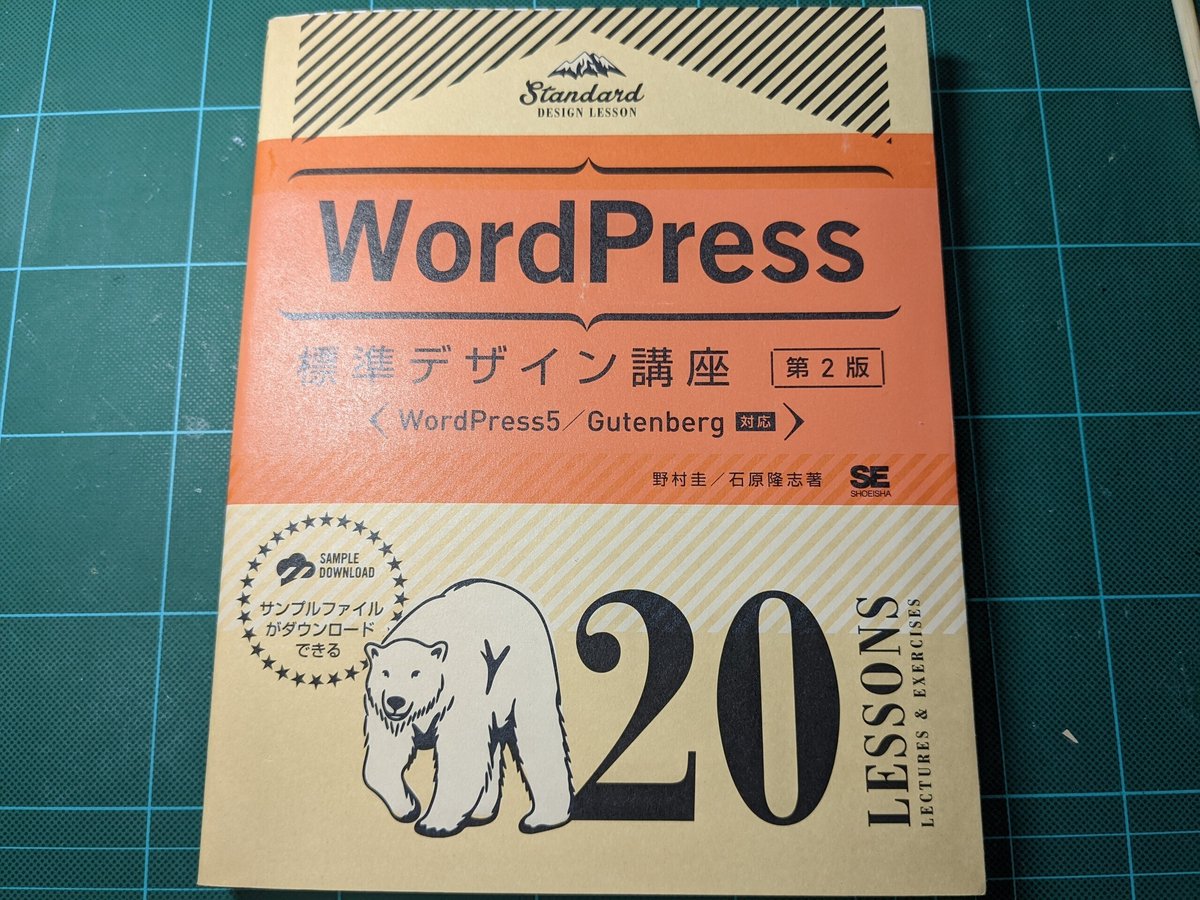 Standard
DESIGN LESSON
WordPress
標準デザイン講座 第2版
WordPress5/Gutenberg 対応
野村圭/石原隆志著 SE
SHOEISHA
SAMPLE
DOWNLOAD
サンプルファイル
がダウンロード
できる
20
LESSONS
LECTURES & EXERCISES